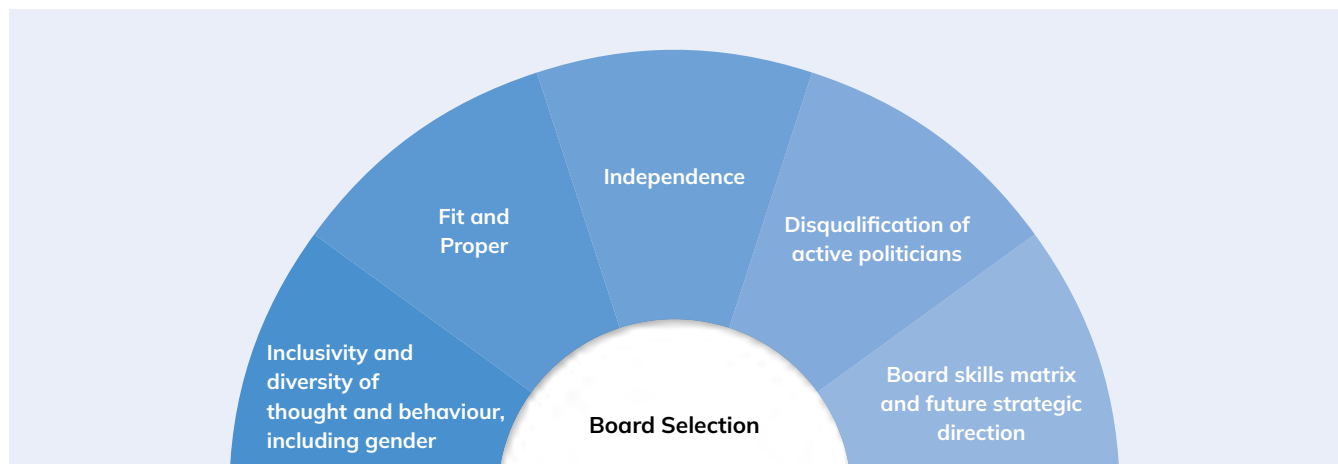 Independence
Fit and
Proper
Disqualification of
active politicians
Inclusivity and
diversity of
thought and behaviour,
including gender
Board skills matrix
and future strategic
direction
Board Selection